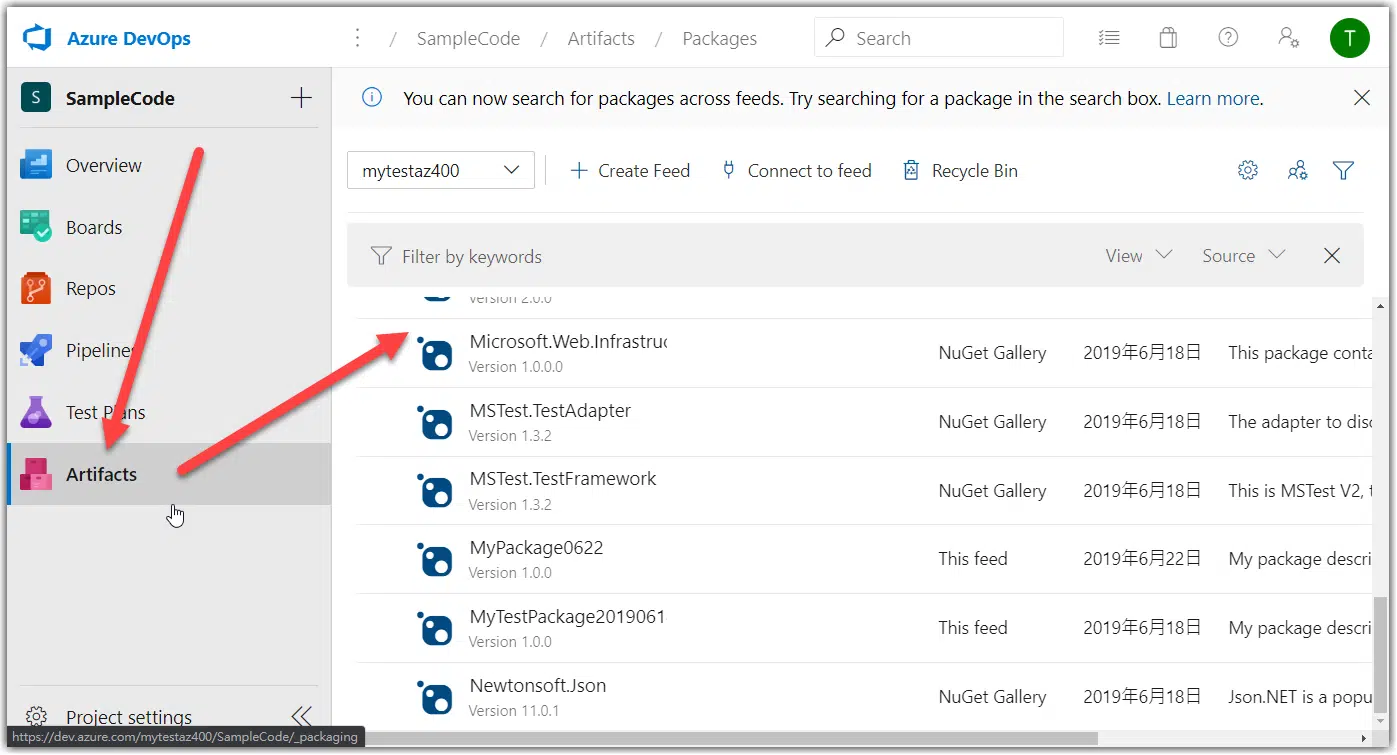 Azure DevOps
/ SampleCode / Artifacts / Packages
Search
T
S SampleCode
Overview
Boards
Repos
Pipelines
Test Plans
Artifacts
Project settings
https://dev.azure.com/mytestaz400/SampleCode/_packaging
You can now search for packages across feeds. Try searching for a package in the search box. Learn more.
mytestaz400
Create Feed
Connect to feed
Recycle Bin
Filter by keywords
View
Source
Version 2.0.0
Microsoft.Web.Infrastruc
Version 1.0.0.0
NuGet Gallery
2019年6月18日
This package conta
MSTest.TestAdapter
Version 1.3.2
NuGet Gallery
2019年6月18日
The adapter to disc
MSTest.TestFramework
Version 1.3.2
NuGet Gallery
2019年6月18日
This is MSTest V2, t
MyPackage0622
Version 1.0.0
This feed
2019年6月22日
My package descri
MyTestPackage2019061
Version 1.0.0
This feed
2019年6月18日
My package descri
Newtonsoft.Json
Version 11.0.1
NuGet Gallery
2019年6月18日
Json.NET is a popu